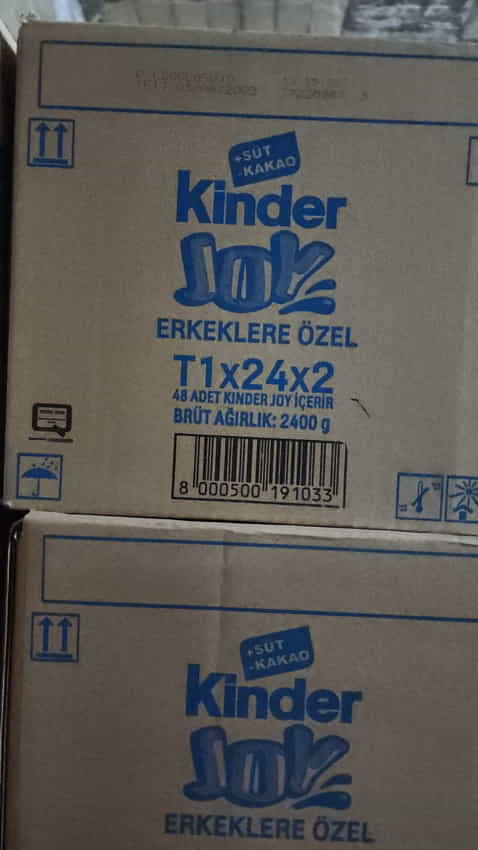 +SÜT
-KAKAO
Kinder
JOY
ERKEKLERE ÖZEL
T1x24x2
48 ADET KINDER JOY İÇERİR
BRÜT AĞIRLIK: 2400 g
8 000500 191033
+SÜT
-KAKAO
Kinder
JOY
ERKEKLERE ÖZEL